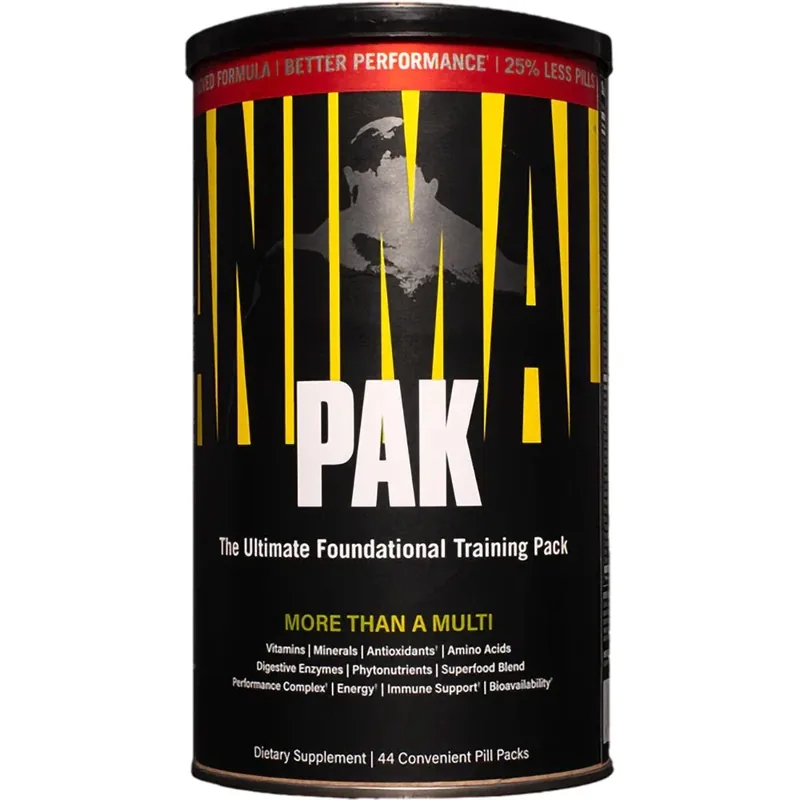 FORMULA | BETTER PERFORMANCE† | 25% LESS PILLS
ANIMAL
PAK
The Ultimate Foundational Training Pack
MORE THAN A MULTI
Vitamins | Minerals | Antioxidants† | Amino Acids
Digestive Enzymes | Phytonutrients | Superfood Blend
Performance Complex† | Energy† | Immune Support† | Bioavailability†
Dietary Supplement | 44 Convenient Pill Packs